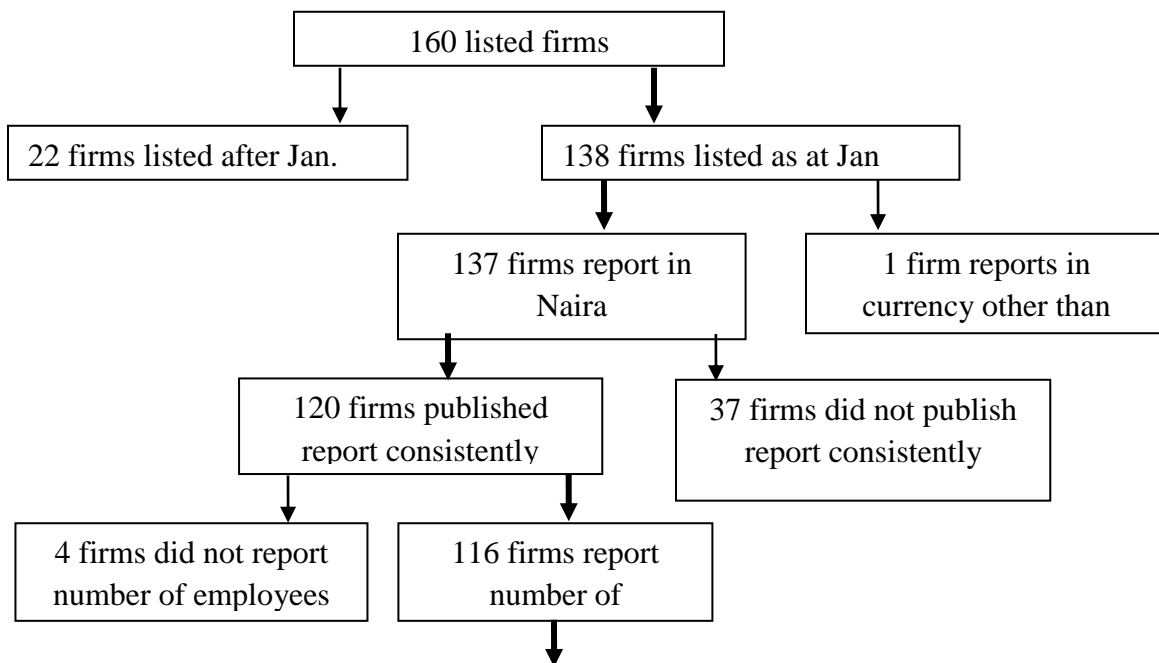 160 listed firms
22 firms listed after Jan.
138 firms listed as at Jan
137 firms report in
Naira
1 firm reports in
currency other than
120 firms published
report consistently
37 firms did not publish
report consistently
4 firms did not report
number of employees
116 firms report
number of